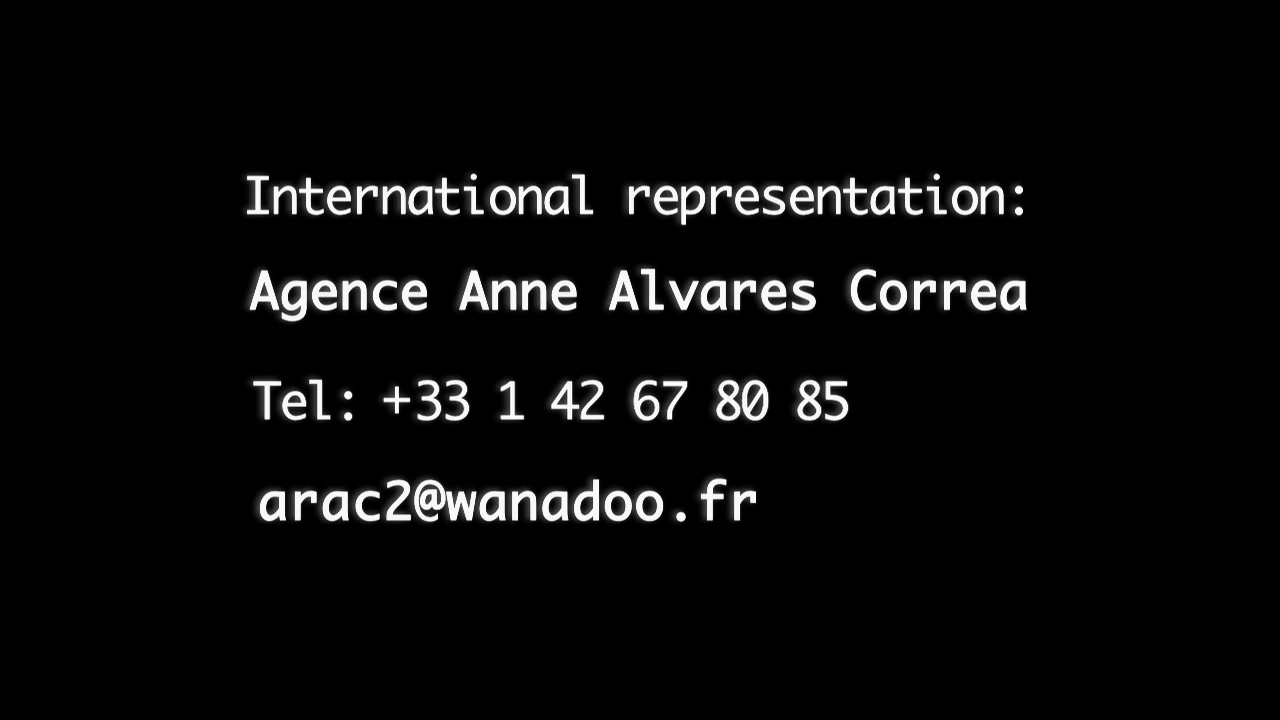 International representation:
Agence Anne Alvares Correa
Tel: +33 1 42 67 80 85
arac2@wanadoo.fr